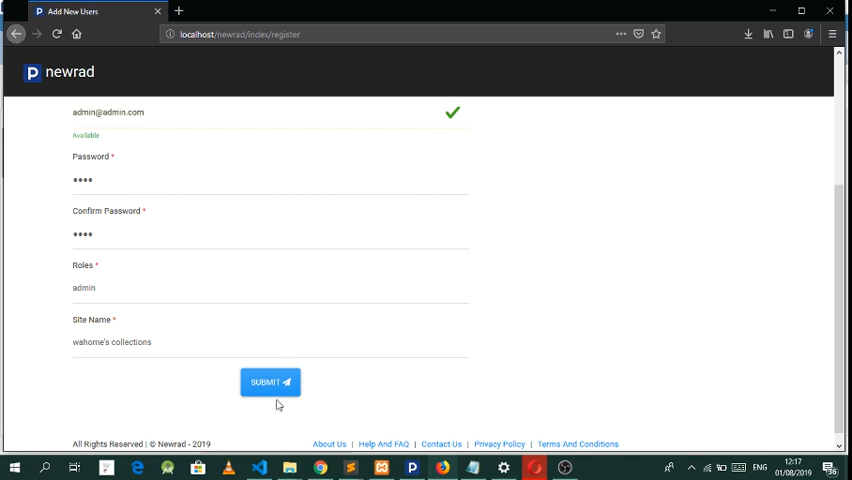 Add New Users
localhost/newrad/index/register
newrad
admin@admin.com
Available
Password *
••••
Confirm Password *
••••
Roles *
admin
Site Name *
wahome's collections
SUBMIT
All Rights Reserved | © Newrad - 2019 About Us | Help And FAQ | Contact Us | Privacy Policy | Terms And Conditions
ENG
12:17
01/08/2019